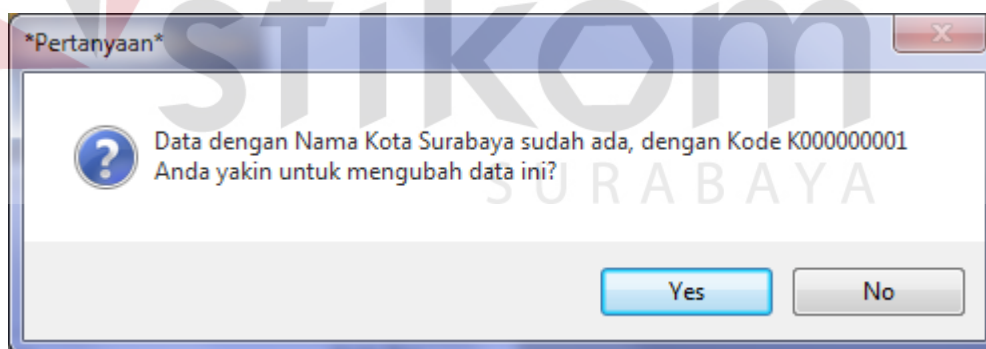 *Pertanyaan*
stikom
Data dengan Nama Kota Surabaya sudah ada, dengan Kode K000000001
Anda yakin untuk mengubah data ini?
SURABAYA
Yes
No